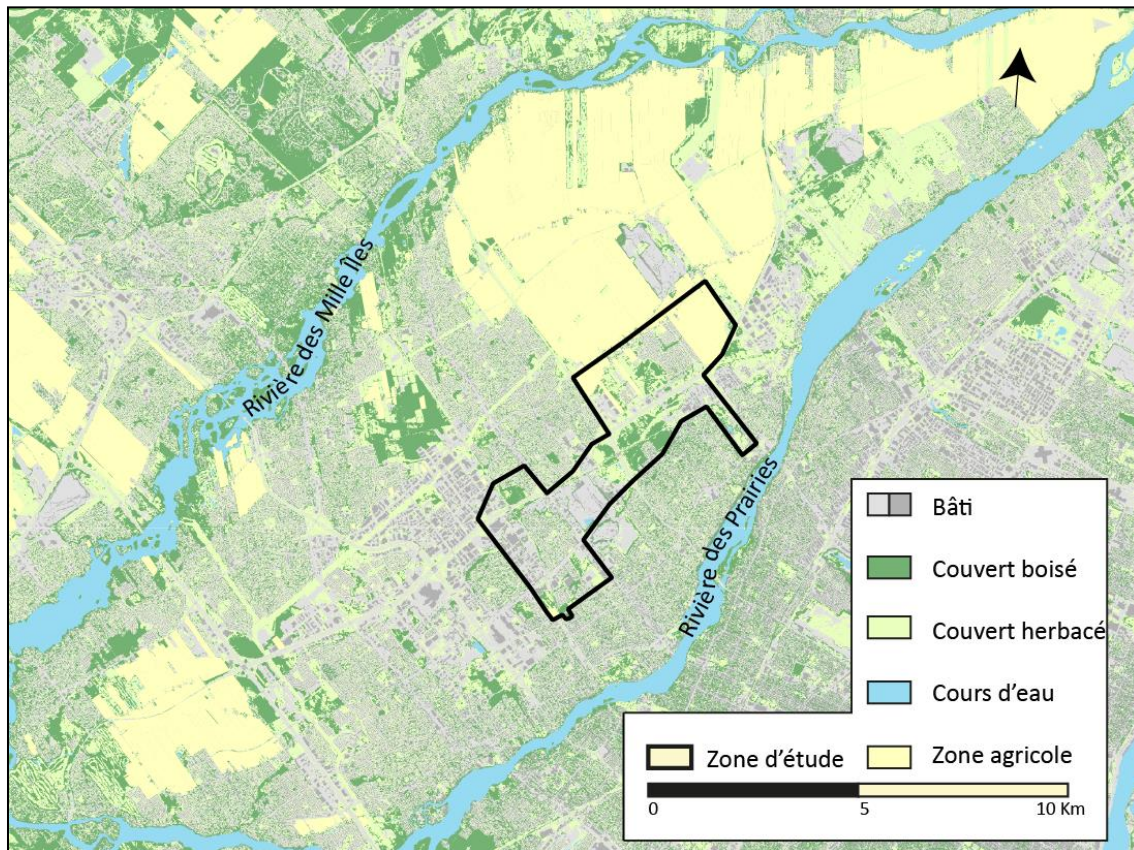 Rivière des Mille Îles
Rivière des Prairies
Bâti
Couvert boisé
Couvert herbacé
Cours d'eau
Zone d'étude
Zone agricole
0
5
10 Km